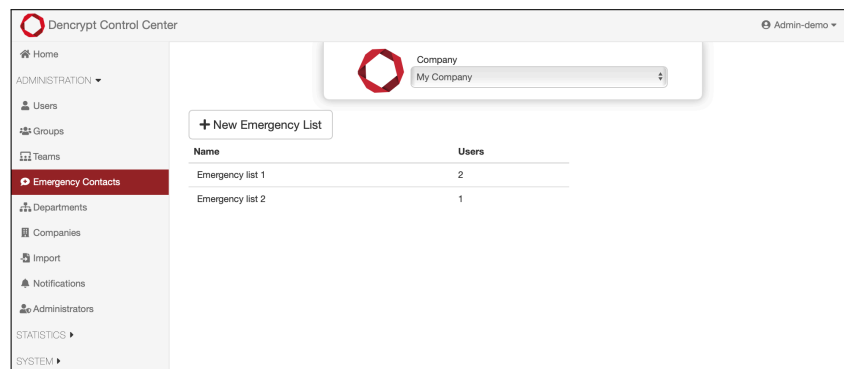 Dencrypt Control Center
Admin-demo
Home
ADMINISTRATION
Users
Groups
Teams
Emergency Contacts
Departments
Companies
Import
Notifications
Administrators
STATISTICS
SYSTEM
Company
My Company
+ New Emergency List
Name Users
Emergency list 1 2
Emergency list 2 1